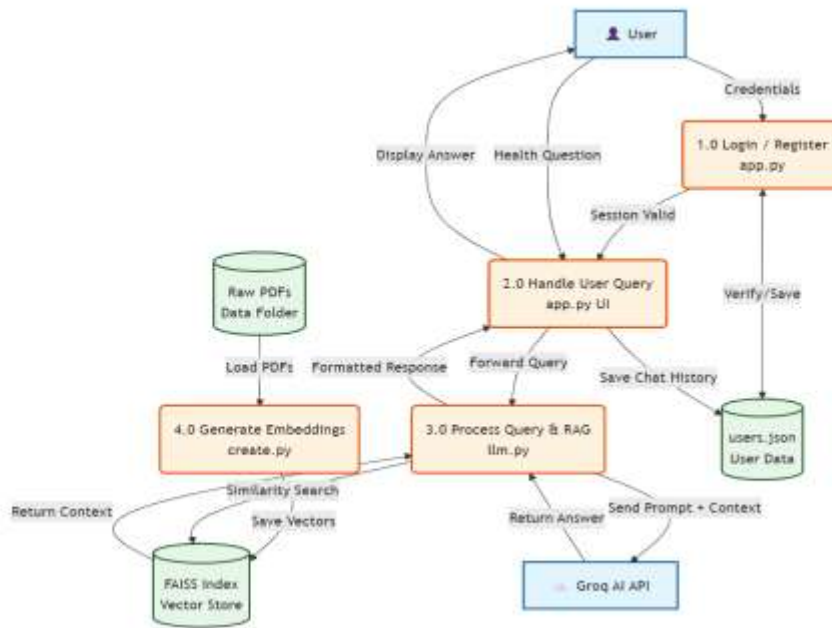 User
Credentials
1.0 Login / Register
app.py
Display Answer
Health Question
Session Valid
2.0 Handle User Query
app.py UI
Raw PDFs
Data Folder
Verify/Save
Load PDFs
Formatted Response
Forward Query
Save Chat History
4.0 Generate Embeddings
create.py
3.0 Process Query & RAG
llm.py
users.json
User Data
Return Context
Similarity Search
Save Vectors
Return Answer
Send Prompt + Context
FAISS Index
Vector Store
Groq AI API